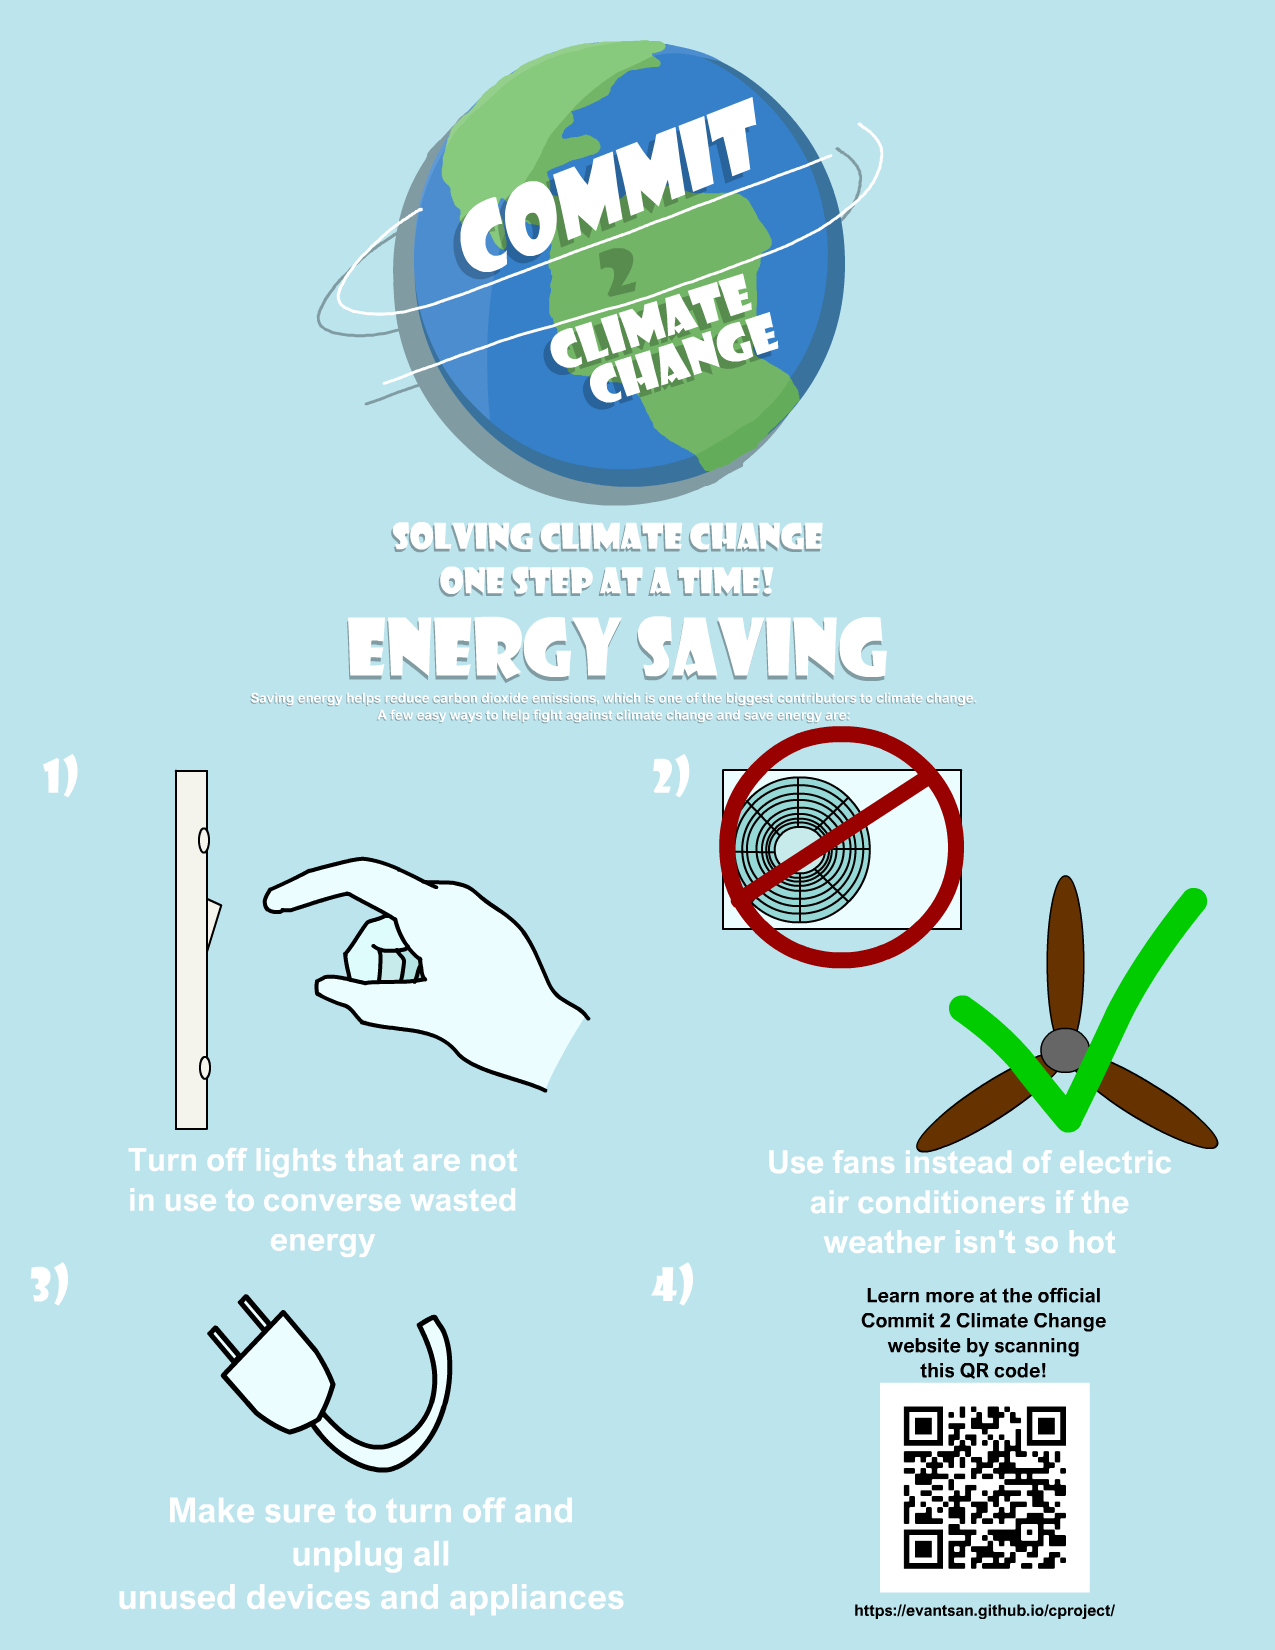 COMMIT
2
CLIMATE
CHANGE
SOLVING CLIMATE CHANGE
ONE STEP AT A TIME!
ENERGY SAVING
Saving energy helps reduce carbon dioxide emissions, which is one of the biggest contributors to climate change.
A few easy ways to help fight against climate change and save energy are:
1)
Turn off lights that are not
in use to converse wasted
energy
2)
Use fans instead of electric
air conditioners if the
weather isn't so hot
3)
Make sure to turn off and
unplug all
unused devices and appliances
4)
Learn more at the official
Commit 2 Climate Change
website by scanning
this QR code!
https://evantsan.github.io/cproject/